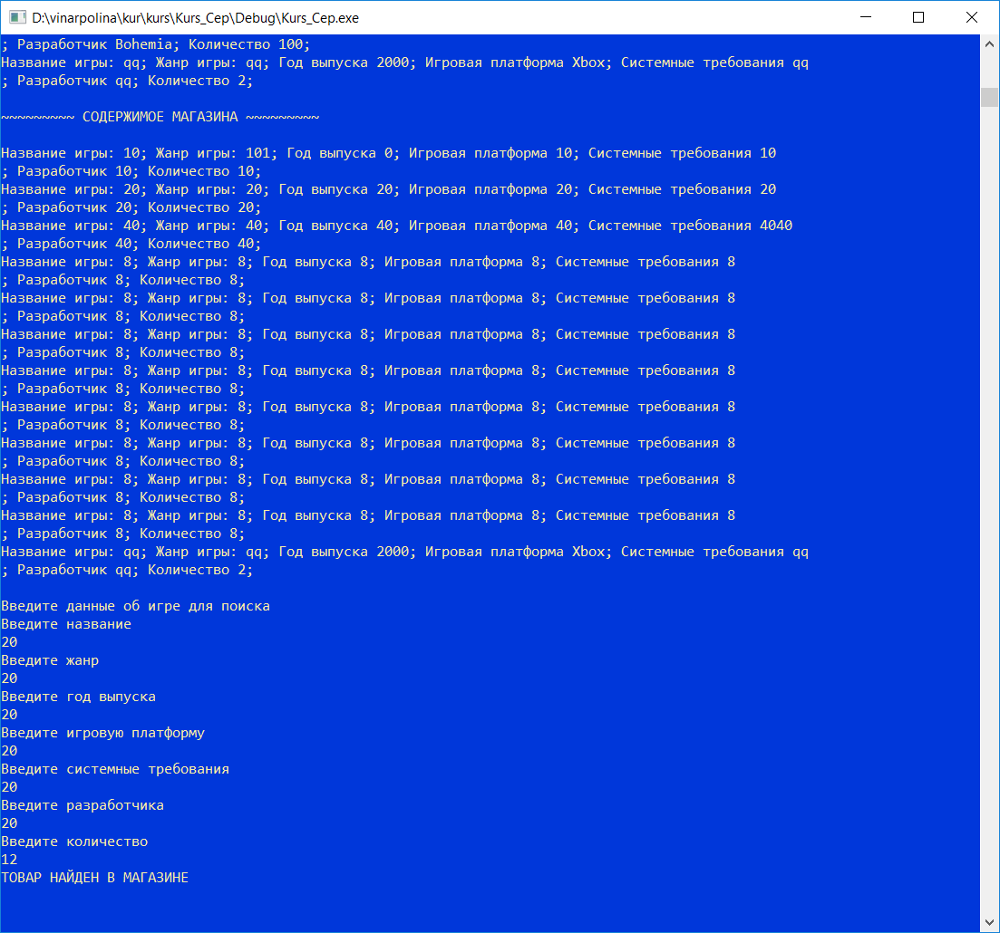 D:\vinarpolina\kur\kurs\Kurs_Cep\Debug\Kurs_Cep.exe
; Разработчик Bohemia; Количество 100;
Название игры: qq; Жанр игры: qq; Год выпуска 2000; Игровая платформа Xbox; Системные требования qq
; Разработчик qq; Количество 2;
~~~~~~~~~ СОДЕРЖИМОЕ МАГАЗИНА ~~~~~~~~~
Название игры: 10; Жанр игры: 101; Год выпуска 0; Игровая платформа 10; Системные требования 10
; Разработчик 10; Количество 10;
Название игры: 20; Жанр игры: 20; Год выпуска 20; Игровая платформа 20; Системные требования 20
; Разработчик 20; Количество 20;
Название игры: 40; Жанр игры: 40; Год выпуска 40; Игровая платформа 40; Системные требования 4040
; Разработчик 40; Количество 40;
Название игры: 8; Жанр игры: 8; Год выпуска 8; Игровая платформа 8; Системные требования 8
; Разработчик 8; Количество 8;
Название игры: 8; Жанр игры: 8; Год выпуска 8; Игровая платформа 8; Системные требования 8
; Разработчик 8; Количество 8;
Название игры: 8; Жанр игры: 8; Год выпуска 8; Игровая платформа 8; Системные требования 8
; Разработчик 8; Количество 8;
Название игры: 8; Жанр игры: 8; Год выпуска 8; Игровая платформа 8; Системные требования 8
; Разработчик 8; Количество 8;
Название игры: 8; Жанр игры: 8; Год выпуска 8; Игровая платформа 8; Системные требования 8
; Разработчик 8; Количество 8;
Название игры: 8; Жанр игры: 8; Год выпуска 8; Игровая платформа 8; Системные требования 8
; Разработчик 8; Количество 8;
Название игры: 8; Жанр игры: 8; Год выпуска 8; Игровая платформа 8; Системные требования 8
; Разработчик 8; Количество 8;
Название игры: 8; Жанр игры: 8; Год выпуска 8; Игровая платформа 8; Системные требования 8
; Разработчик 8; Количество 8;
Название игры: qq; Жанр игры: qq; Год выпуска 2000; Игровая платформа Xbox; Системные требования qq
; Разработчик qq; Количество 2;
Введите данные об игре для поиска
Введите название
20
Введите жанр
20
Введите год выпуска
20
Введите игровую платформу
20
Введите системные требования
20
Введите разработчика
20
Введите количество
12
ТОВАР НАЙДЕН В МАГАЗИНЕ